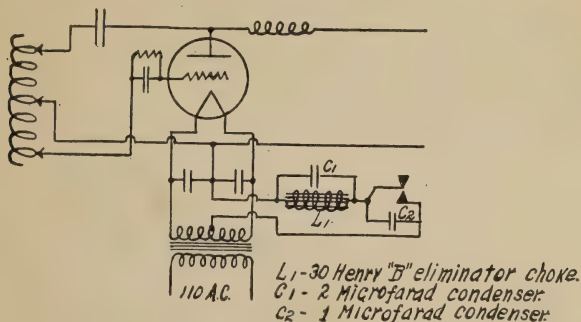 C1
L1
C2
110 A.C.
L1-30 Henry "B" eliminator choke.
C1 - 2 Microfarad condenser.
C2 - 1 Microfarad condenser.